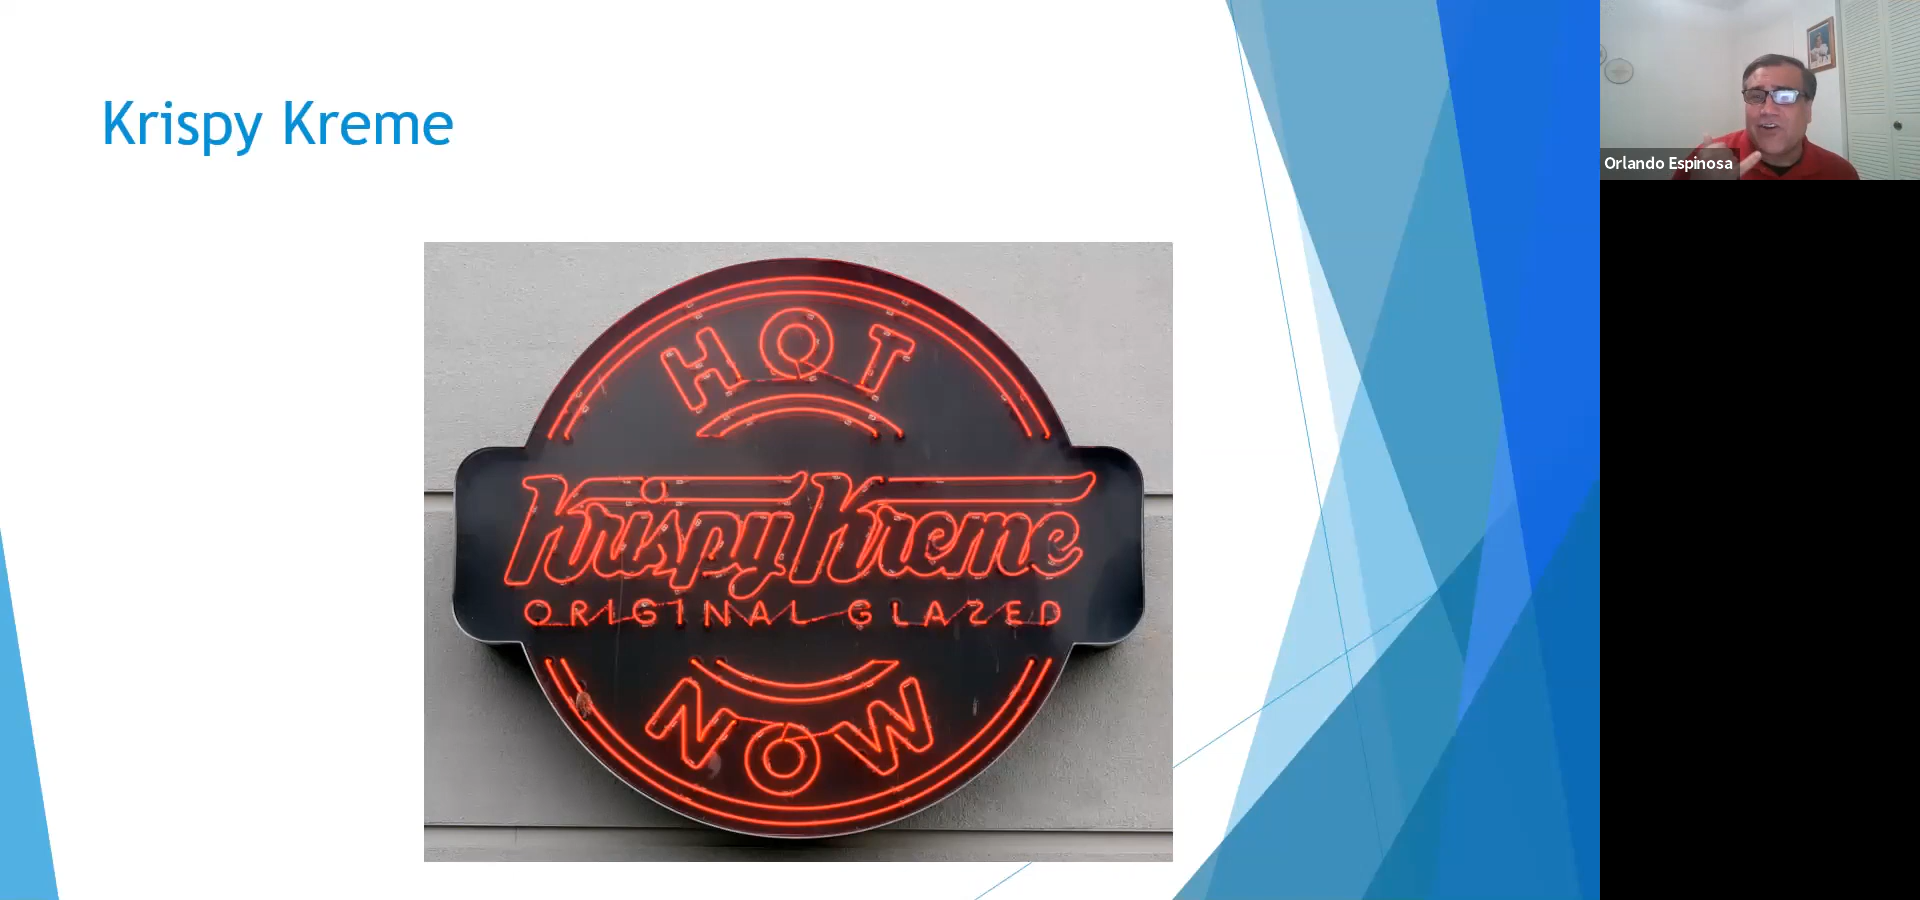 Krispy Kreme
HOT
Krispy Kreme
ORIGINAL GLAZED
NOW
Orlando Espinosa